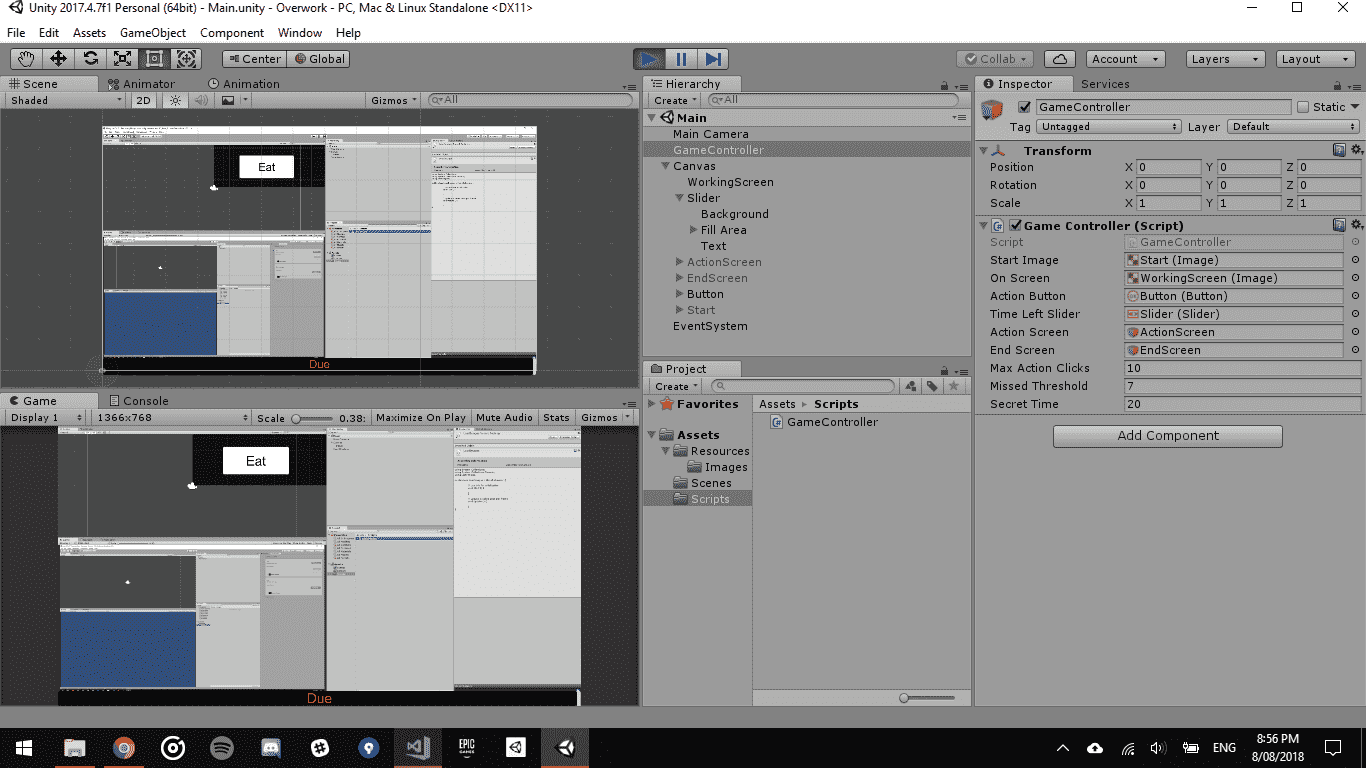 Unity 2017.4.7f1 Personal (64bit) - Main.unity - Overwork - PC, Mac & Linux Standalone <DX11>
File Edit Assets GameObject Component Window Help
Center Global
Collab
Account
Layers
Layout
Scene Animator Animation
Shaded 2D Gizmos All
Eat
Due
Game Console
Display 1 1366x768 Scale 0.38: Maximize On Play Mute Audio Stats Gizmos
Eat
Due
Hierarchy
Create All
Main
Main Camera
GameController
Canvas
WorkingScreen
Slider
Background
Fill Area
Text
ActionScreen
EndScreen
Button
Start
EventSystem
Project
Create
Favorites
Assets
Resources
Images
Scenes
Scripts
Assets Scripts
GameController
Inspector Services
GameController Static
Tag Untagged Layer Default
Transform
Position X 0 Y 0 Z 0
Rotation X 0 Y 0 Z 0
Scale X 1 Y 1 Z 1
Game Controller (Script)
Script GameController
Start Image Start (Image)
On Screen WorkingScreen (Image)
Action Button Button (Button)
Time Left Slider Slider (Slider)
Action Screen ActionScreen
End Screen EndScreen
Max Action Clicks 10
Missed Threshold 7
Secret Time 20
Add Component
EPIC
GAMES
ENG
8:56 PM
8/08/2018